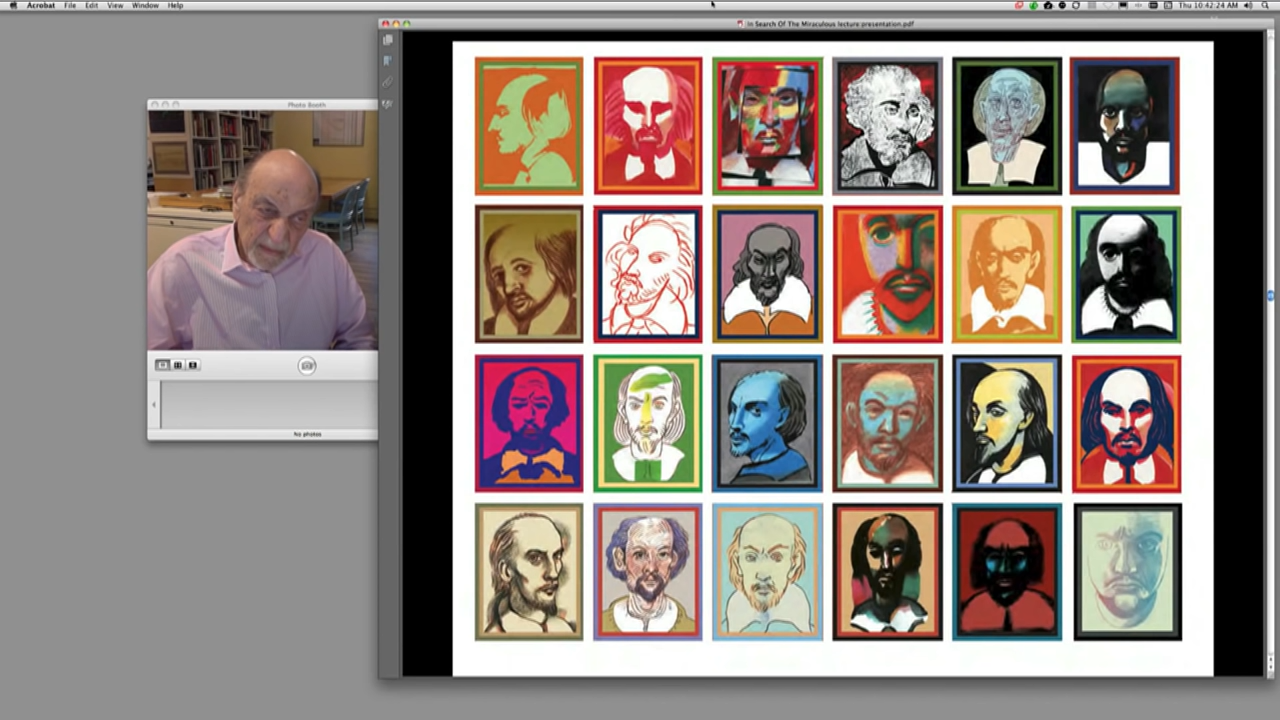 Acrobat File Edit View Window Help
Thu 10:42:24 AM
In Search Of The Miraculous lecture:presentation.pdf
Photo Booth
No photos